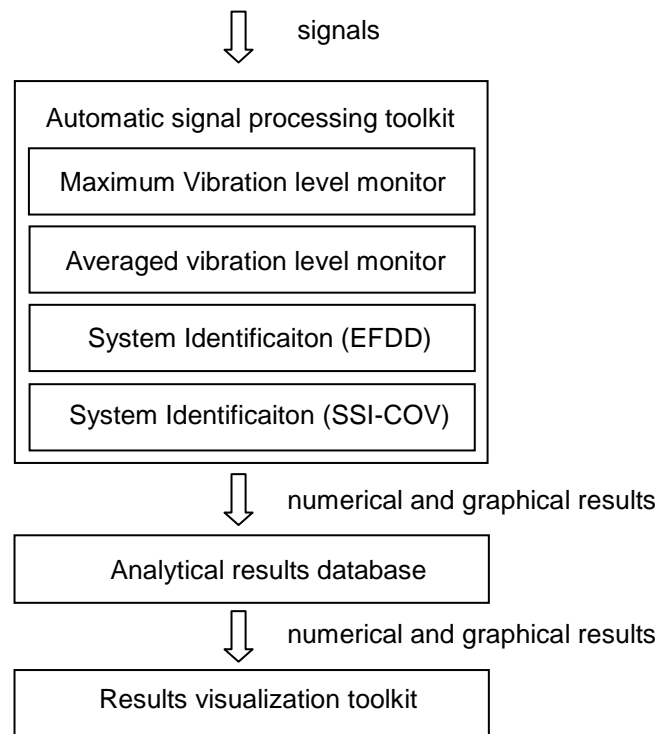 signals
Automatic signal processing toolkit
Maximum Vibration level monitor
Averaged vibration level monitor
System Identificaiton (EFDD)
System Identificaiton (SSI-COV)
numerical and graphical results
Analytical results database
numerical and graphical results
Results visualization toolkit